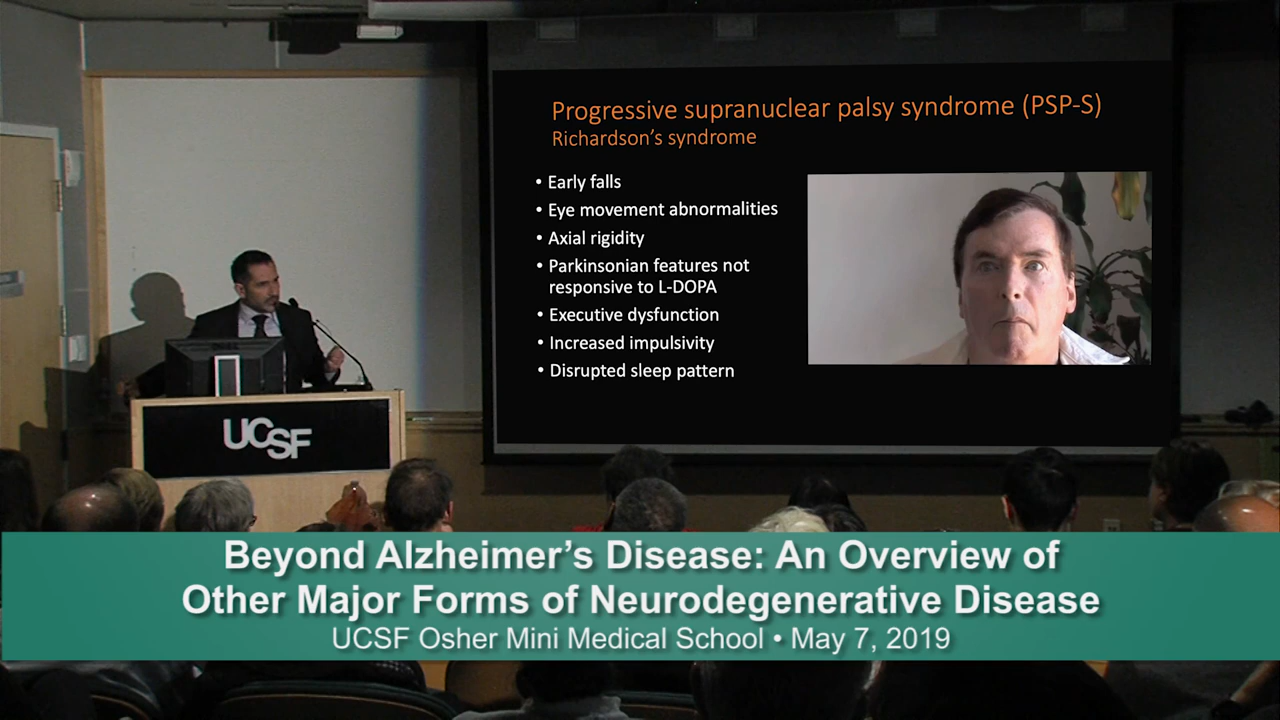 Progressive supranuclear palsy syndrome (PSP-S)
Richardson's syndrome
• Early falls
• Eye movement abnormalities
• Axial rigidity
• Parkinsonian features not
responsive to L-DOPA
• Executive dysfunction
• Increased impulsivity
• Disrupted sleep pattern
DELL
UCSF
Beyond Alzheimer's Disease: An Overview of
Other Major Forms of Neurodegenerative Disease
UCSF Osher Mini Medical School • May 7, 2019